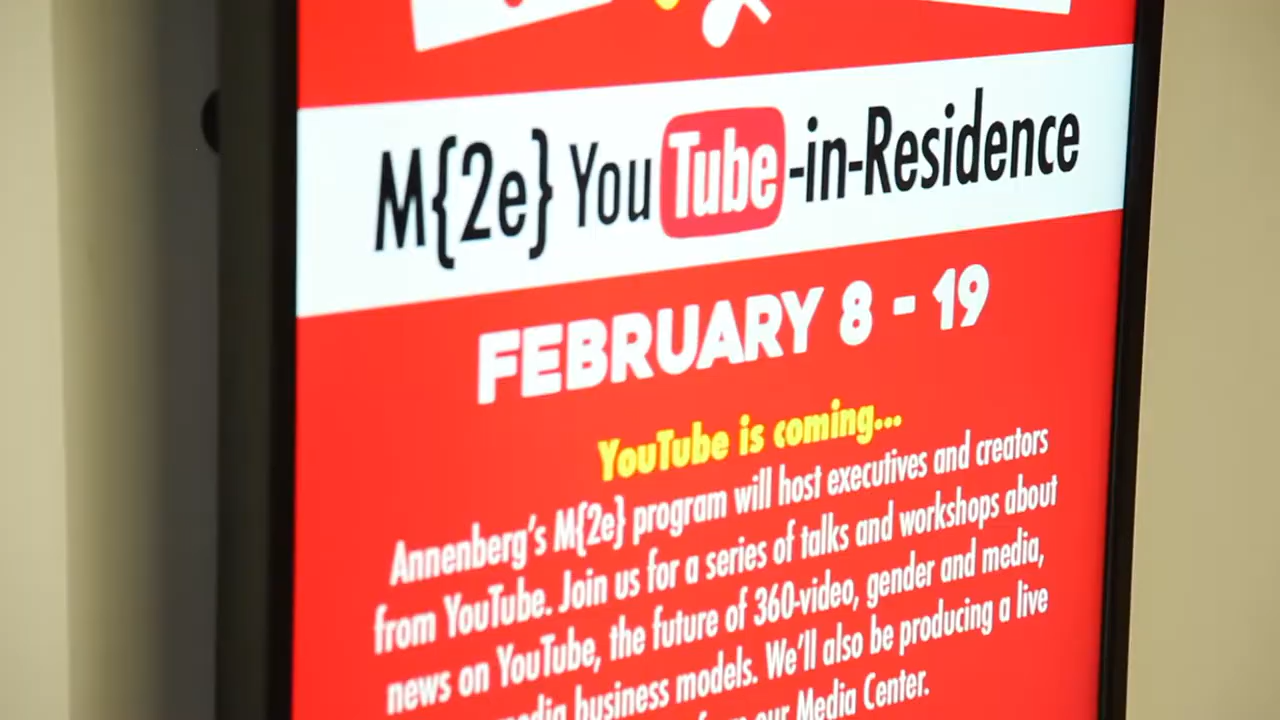 M{2e} YouTube-in-Residence
FEBRUARY 8 - 19
YouTube is coming...
Annenberg's M{2e} program will host executives and creators
from YouTube. Join us for a series of talks and workshops about
news on YouTube, the future of 360-video, gender and media,
business models. We'll also be producing a live
our Media Center.